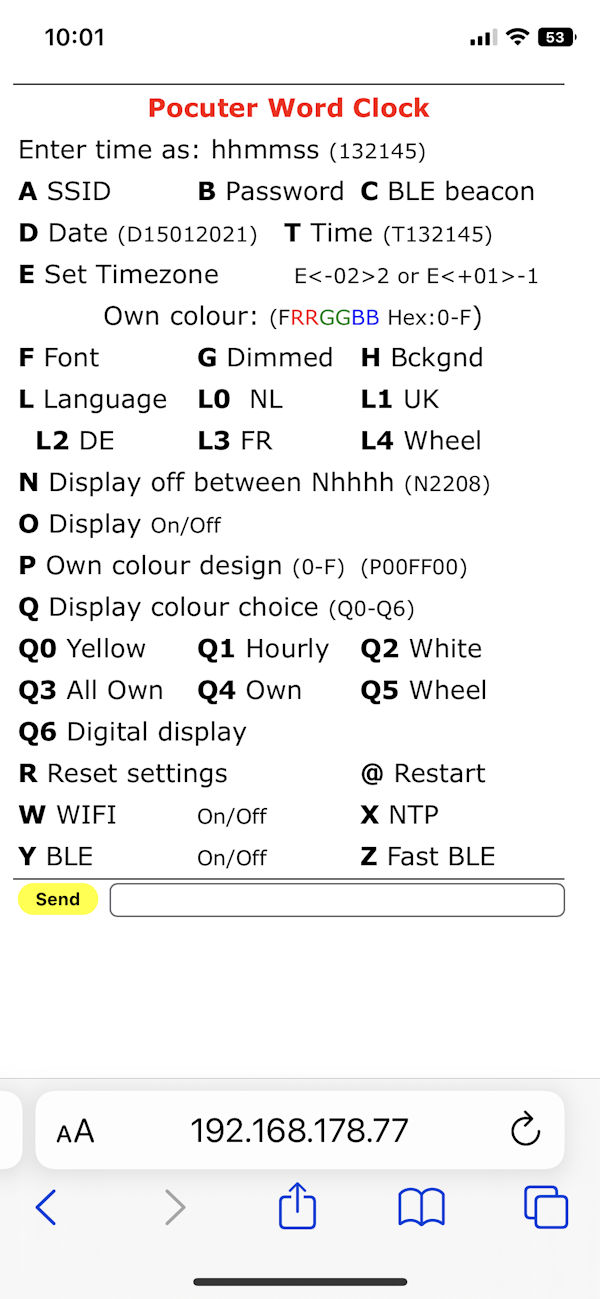 10:01 53
Pocuter Word Clock
Enter time as: hhmmss (132145)
A SSID B Password C BLE beacon
D Date (D15012021) T Time (T132145)
E Set Timezone E<-02>2 or E<+01>-1
Own colour: (FRRGGBB Hex:0-F)
F Font G Dimmed H Bckgnd
L Language L0 NL L1 UK
L2 DE L3 FR L4 Wheel
N Display off between Nhhhh (N2208)
O Display On/Off
P Own colour design (0-F) (P00FF00)
Q Display colour choice (Q0-Q6)
Q0 Yellow Q1 Hourly Q2 White
Q3 All Own Q4 Own Q5 Wheel
Q6 Digital display
R Reset settings @ Restart
W WIFI On/Off X NTP
Y BLE On/Off Z Fast BLE
Send
AA 192.168.178.77